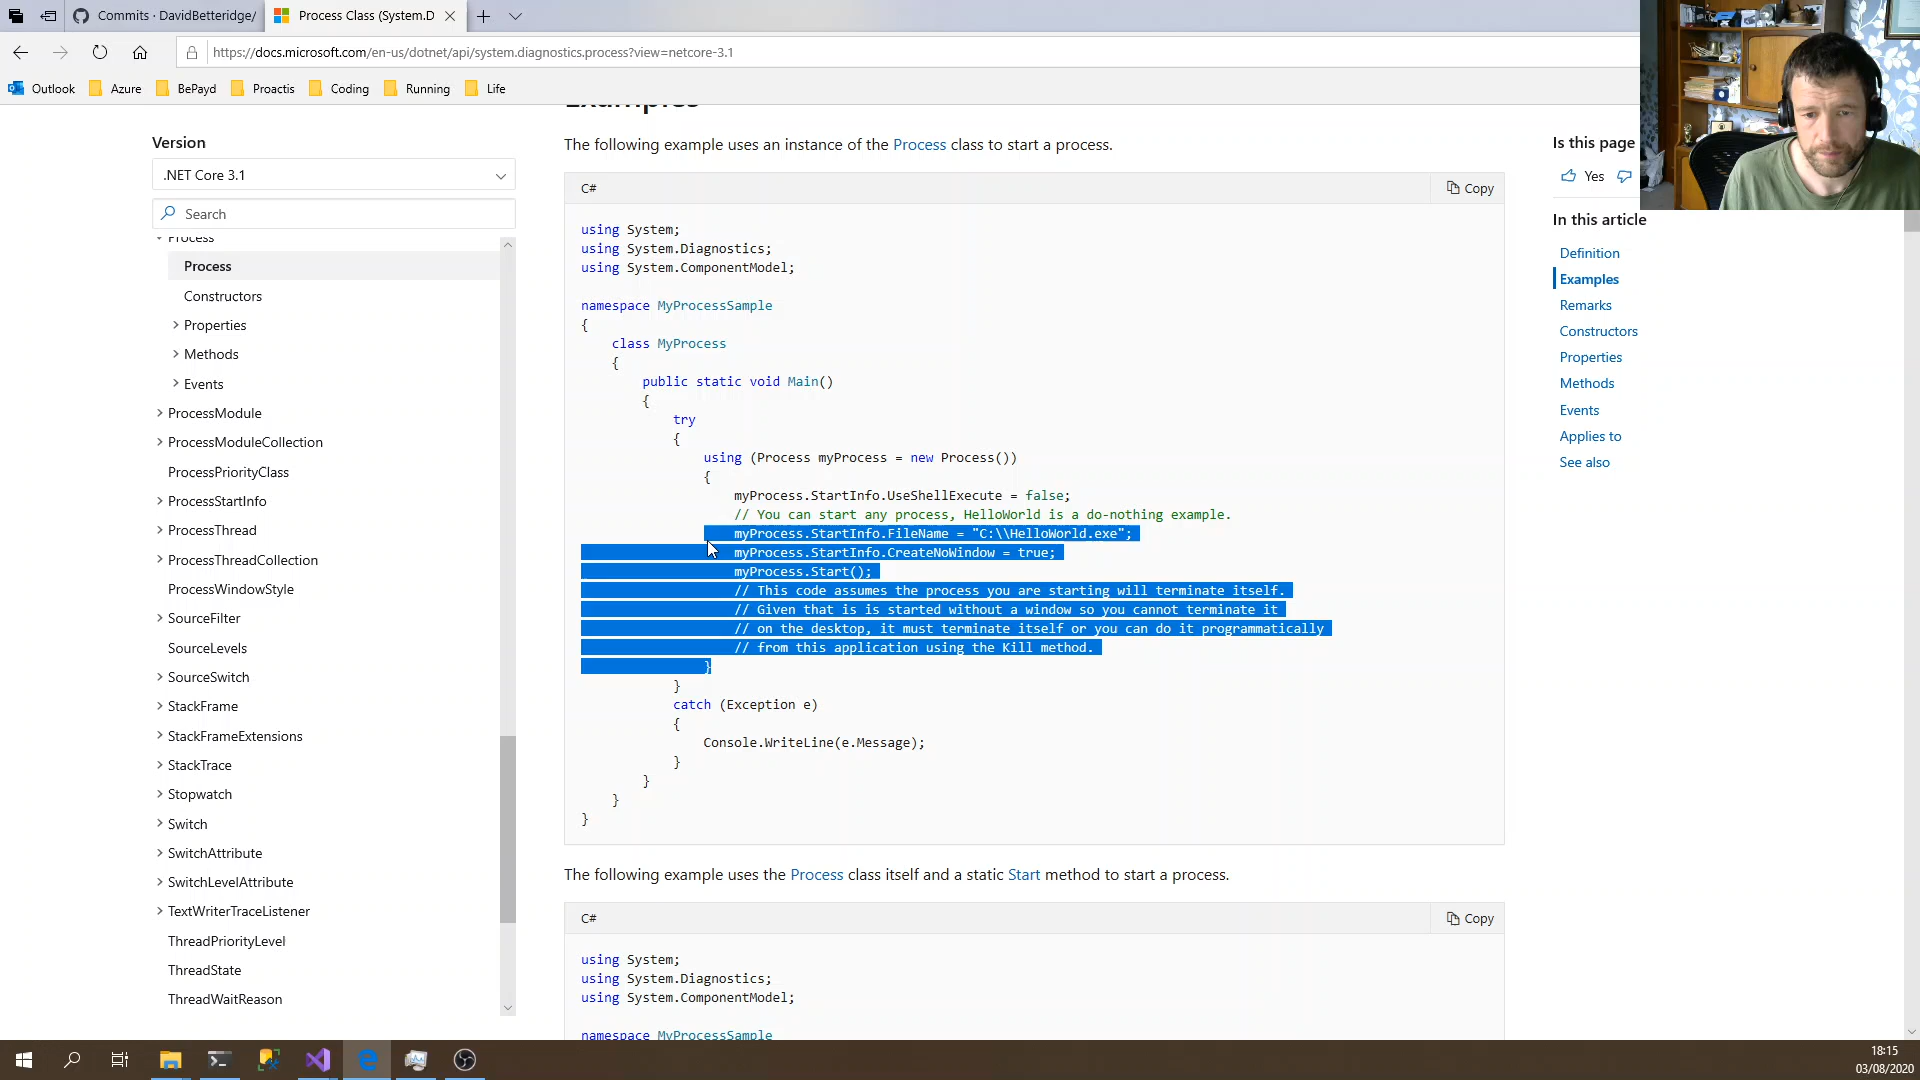 Commits · DavidBetteridge/
Process Class (System.D
https://docs.microsoft.com/en-us/dotnet/api/system.diagnostics.process?view=netcore-3.1
Outlook
Azure
BePayd
Proactis
Coding
Running
Life
Version
.NET Core 3.1
Search
Process
Process
Constructors
Properties
Methods
Events
ProcessModule
ProcessModuleCollection
ProcessPriorityClass
ProcessStartInfo
ProcessThread
ProcessThreadCollection
ProcessWindowStyle
SourceFilter
SourceLevels
SourceSwitch
StackFrame
StackFrameExtensions
StackTrace
Stopwatch
Switch
SwitchAttribute
SwitchLevelAttribute
TextWriterTraceListener
ThreadPriorityLevel
ThreadState
ThreadWaitReason
Examples
The following example uses an instance of the Process class to start a process.
C#
Copy
using System;
using System.Diagnostics;
using System.ComponentModel;
namespace MyProcessSample
{
class MyProcess
{
public static void Main()
{
try
{
using (Process myProcess = new Process())
{
myProcess.StartInfo.UseShellExecute = false;
// You can start any process, HelloWorld is a do-nothing example.
myProcess.StartInfo.FileName = "C:\\HelloWorld.exe";
myProcess.StartInfo.CreateNoWindow = true;
myProcess.Start();
// This code assumes the process you are starting will terminate itself.
// Given that is is started without a window so you cannot terminate it
// on the desktop, it must terminate itself or you can do it programmatically
// from this application using the Kill method.
}
}
catch (Exception e)
{
Console.WriteLine(e.Message);
}
}
}
}
The following example uses the Process class itself and a static Start method to start a process.
C#
Copy
using System;
using System.Diagnostics;
using System.ComponentModel;
namespace MyProcessSample
Is this page
Yes
In this article
Definition
Examples
Remarks
Constructors
Properties
Methods
Events
Applies to
See also
18:15
03/08/2020